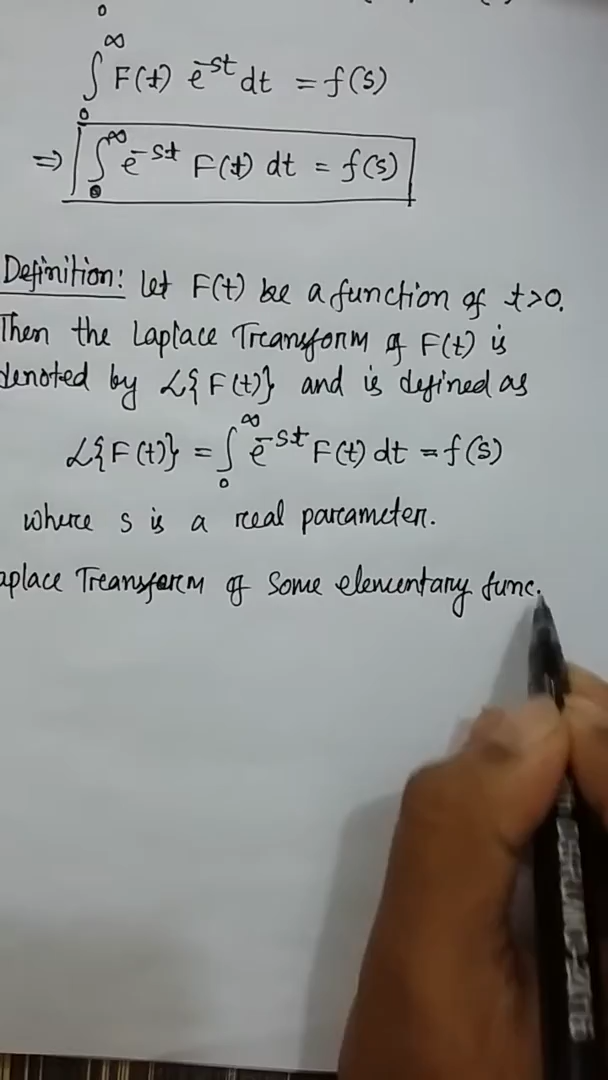 0
∫₀^∞ F(t) e^-st dt = f(s)
⇒ ∫₀^∞ e^-st F(t) dt = f(s)
Definition: Let F(t) be a function of t>0.
Then the Laplace Transform of F(t) is
denoted by L{F(t)} and is defined as
L{F(t)} = ∫₀^∞ e^-st F(t) dt = f(s)
where s is a real parameter.
aplace Transform of some elementary func.